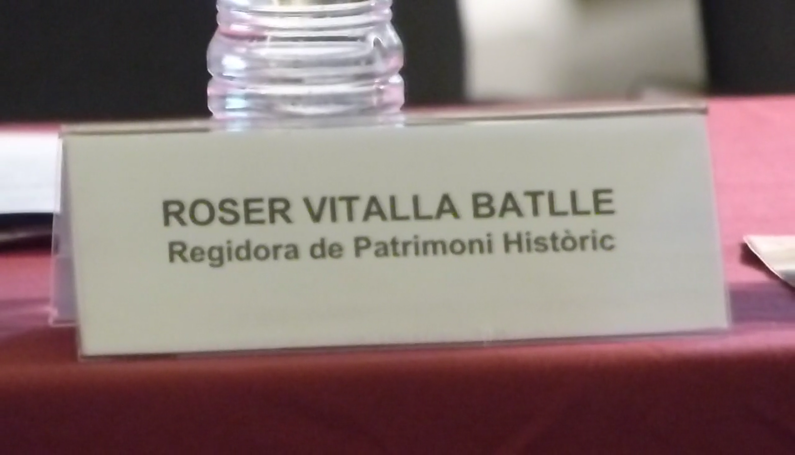 ROSER VITALLA BATLLE
Regidora de Patrimoni Històric